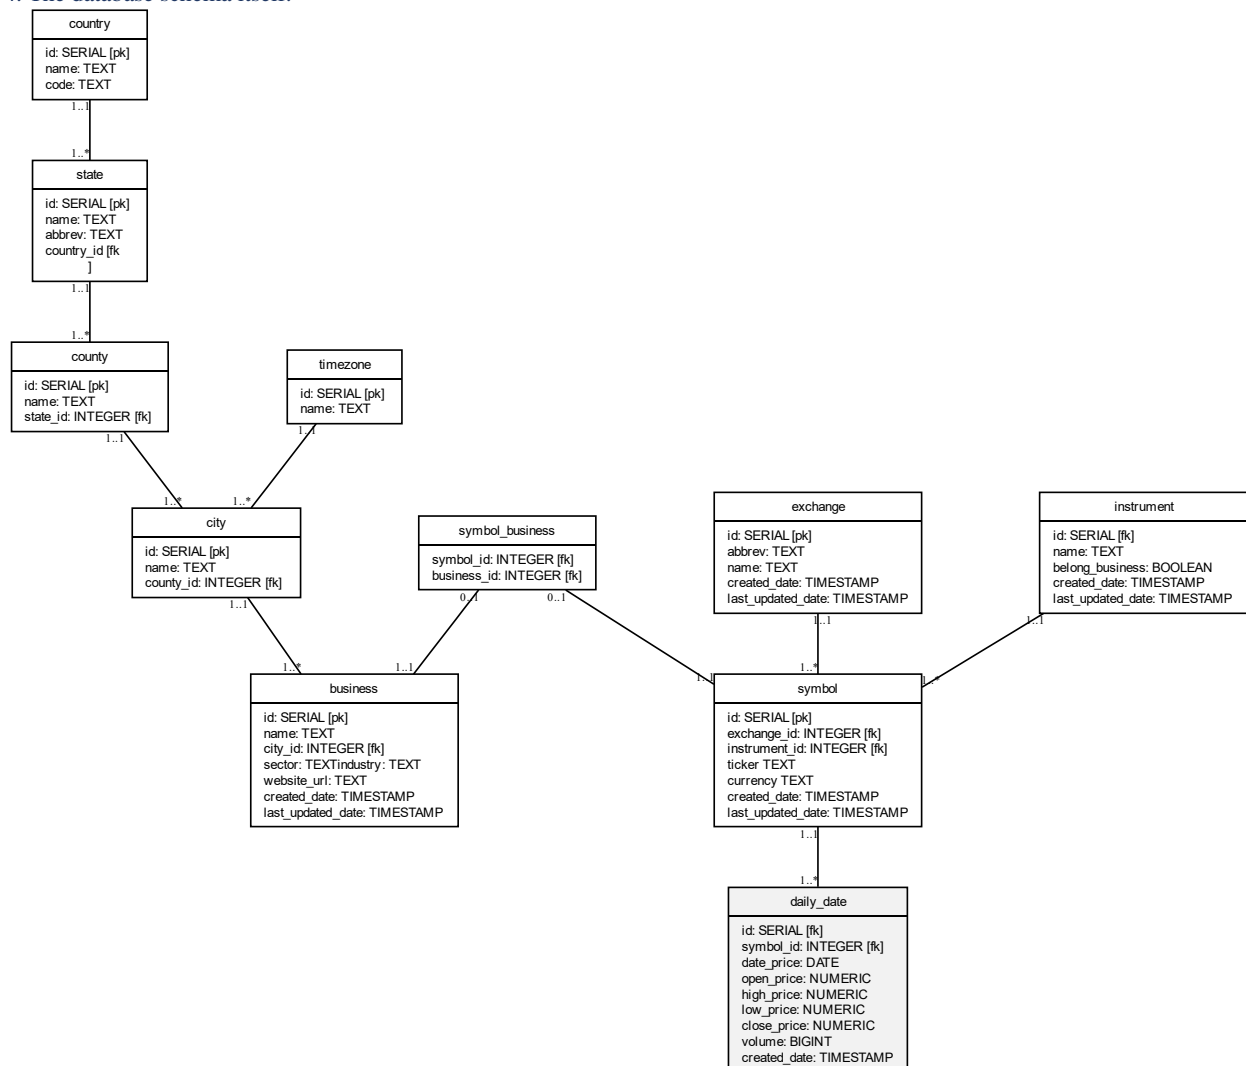 4. The database schema itself.
country
id: SERIAL [pk]
name: TEXT
code: TEXT
1..1
1..*
state
id: SERIAL [pk]
name: TEXT
abbrev: TEXT
country_id [fk
]
1..1
1..*
county
id: SERIAL [pk]
name: TEXT
state_id: INTEGER [fk]
1..1
timezone
id: SERIAL [pk]
name: TEXT
1..1
1..*
1..*
city
id: SERIAL [pk]
name: TEXT
county_id: INTEGER [fk]
1..1
symbol_business
symbol_id: INTEGER [fk]
business_id: INTEGER [fk]
0..1
0..1
exchange
id: SERIAL [pk]
abbrev: TEXT
name: TEXT
created_date: TIMESTAMP
last_updated_date: TIMESTAMP
1..1
instrument
id: SERIAL [fk]
name: TEXT
belong_business: BOOLEAN
created_date: TIMESTAMP
last_updated_date: TIMESTAMP
1..1
1..*
1..1
business
id: SERIAL [pk]
name: TEXT
city_id: INTEGER [fk]
sector: TEXTindustry: TEXT
website_url: TEXT
created_date: TIMESTAMP
last_updated_date: TIMESTAMP
1..1
1..*
1..*
symbol
id: SERIAL [pk]
exchange_id: INTEGER [fk]
instrument_id: INTEGER [fk]
ticker TEXT
currency TEXT
created_date: TIMESTAMP
last_updated_date: TIMESTAMP
1..1
1..*
daily_date
id: SERIAL [fk]
symbol_id: INTEGER [fk]
date_price: DATE
open_price: NUMERIC
high_price: NUMERIC
low_price: NUMERIC
close_price: NUMERIC
volume: BIGINT
created_date: TIMESTAMP